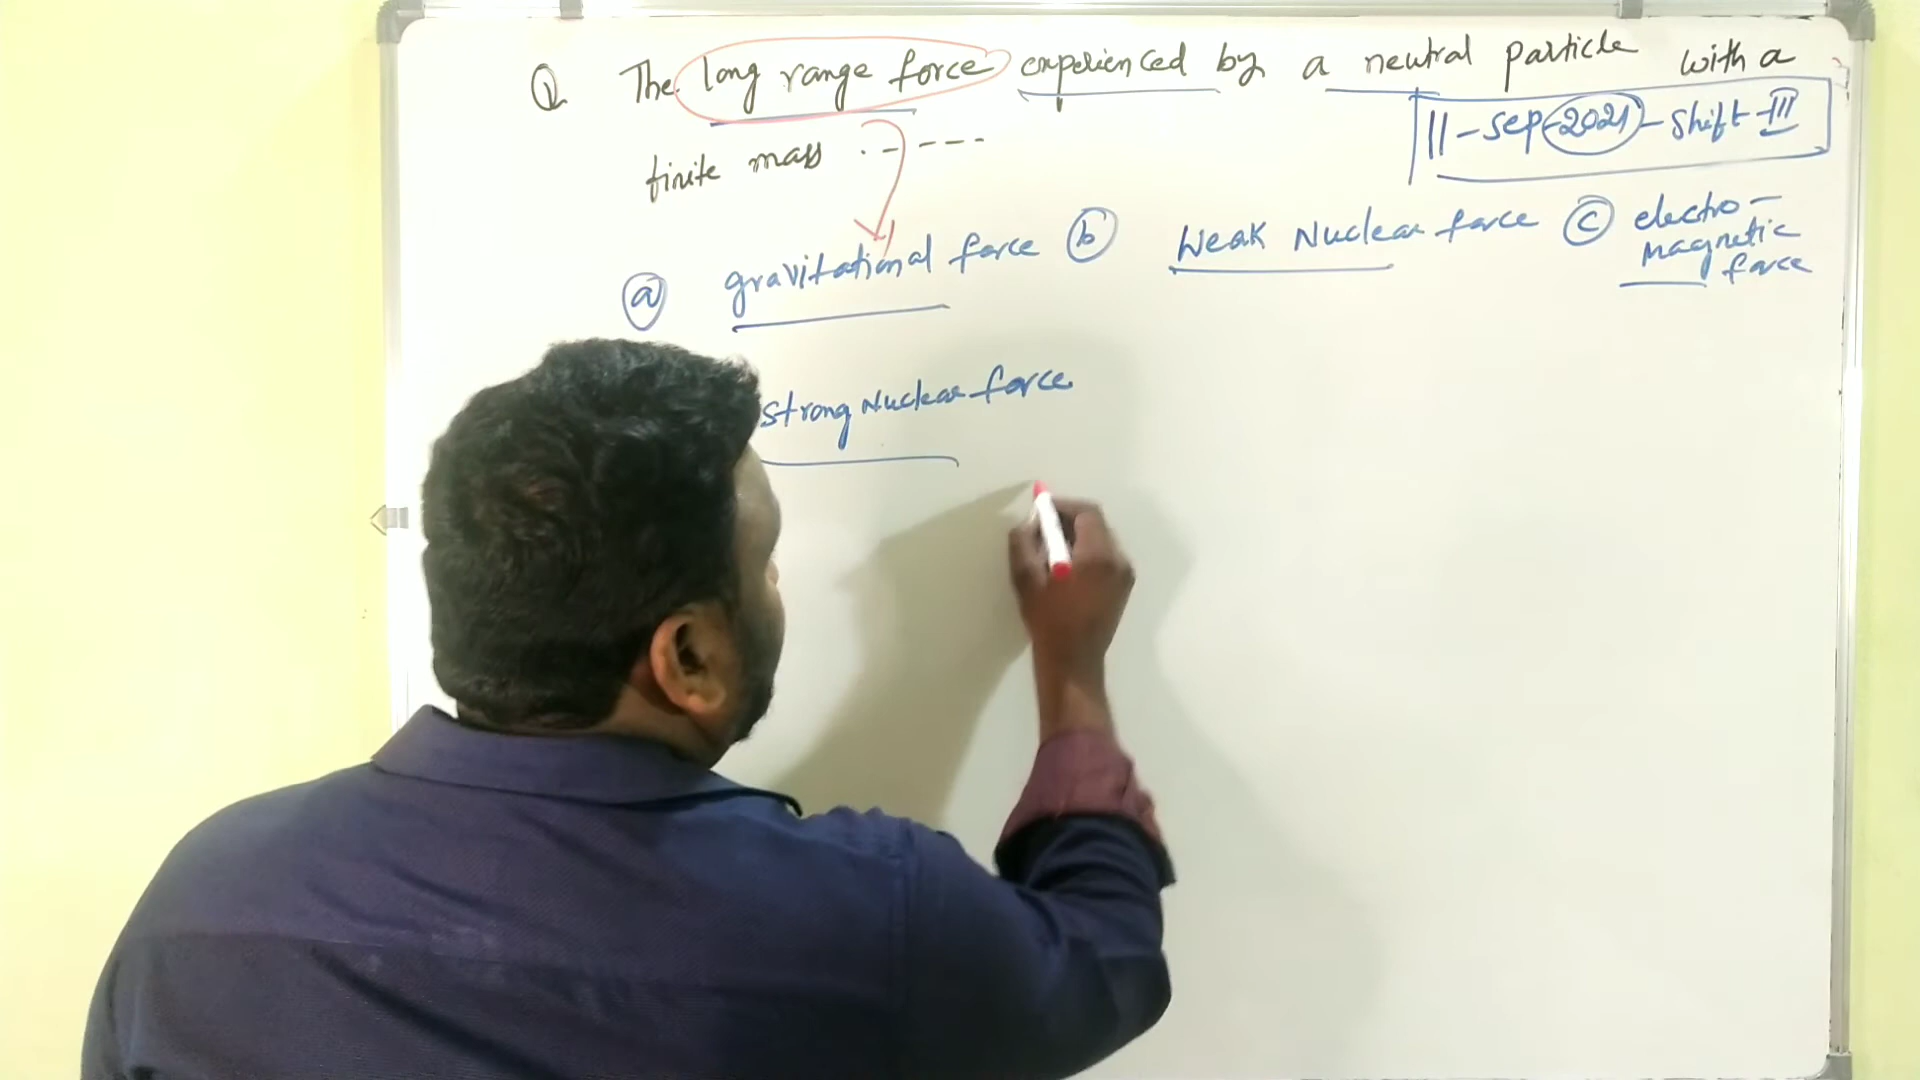 Q The long range force experienced by a neutral particle with a
11-Sep-2021-Shift-III
finite mass . - - - - -
(a) gravitational force (b) Weak Nuclear force (c) electro-
magnetic
force
Strong Nuclear force